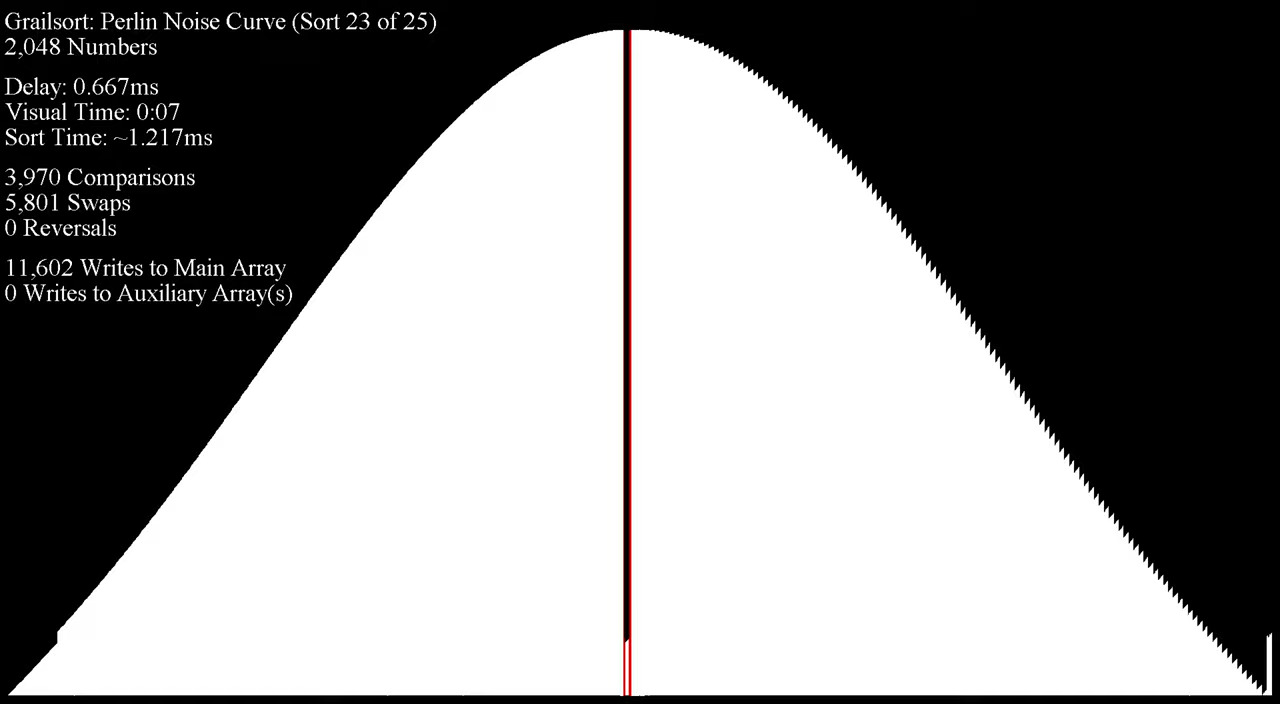 Grailsort: Perlin Noise Curve (Sort 23 of 25)
2,048 Numbers
Delay: 0.667ms
Visual Time: 0:07
Sort Time: ~1.217ms
3,970 Comparisons
5,801 Swaps
0 Reversals
11,602 Writes to Main Array
0 Writes to Auxiliary Array(s)